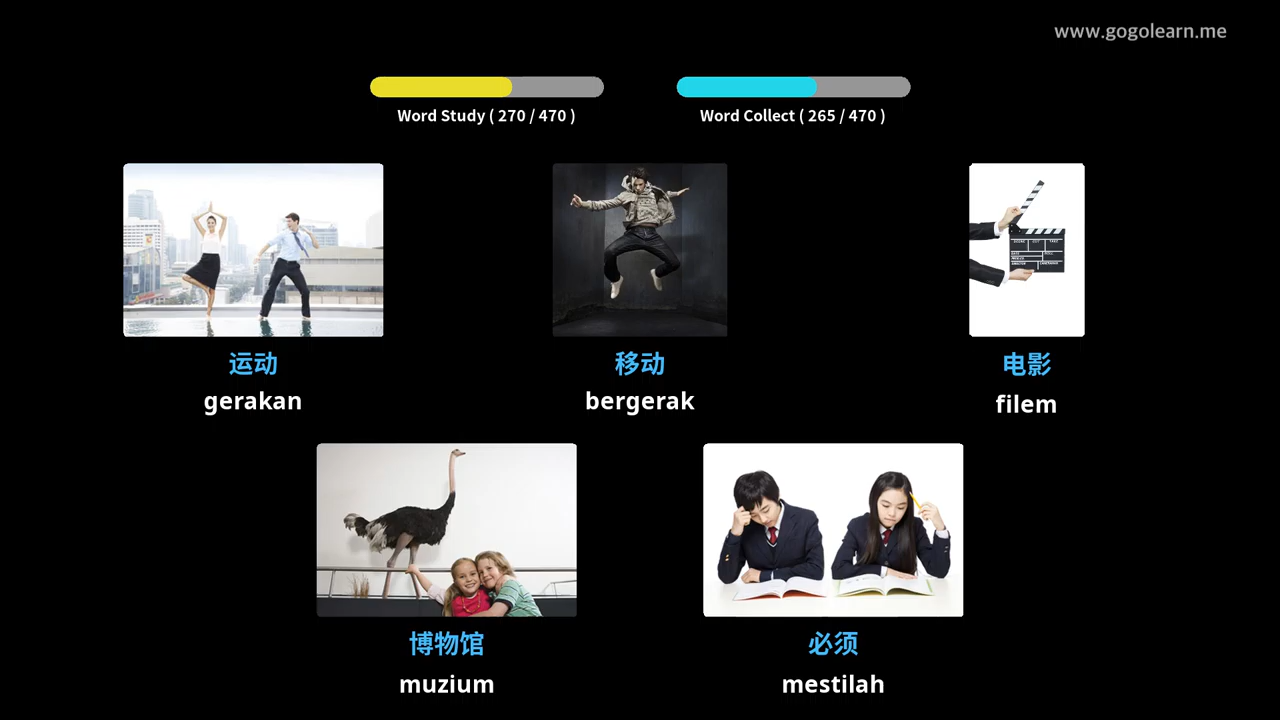 www.gogolearn.me
Word Study ( 270 / 470 )
Word Collect ( 265 / 470 )
运动
gerakan
移动
bergerak
电影
filem
博物馆
muzium
必须
mestilah